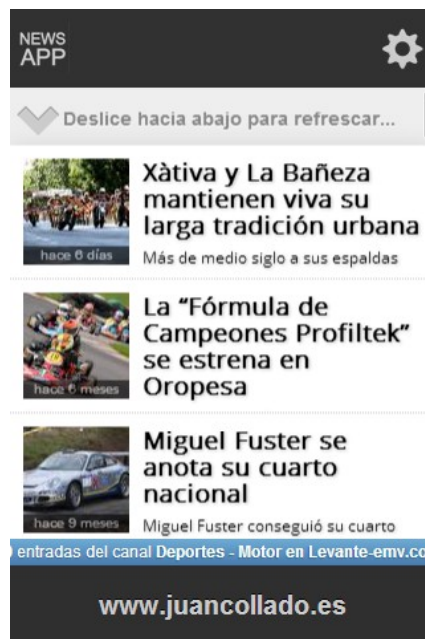 NEWS
APP
Deslice hacia abajo para refrescar...
Xàtiva y La Bañeza
mantienen viva su
larga tradición urbana
hace 6 días
Más de medio siglo a sus espaldas
La “Fórmula de
Campeones Profiltek”
se estrena en
Oropesa
hace 6 meses
Miguel Fuster se
anota su cuarto
nacional
hace 9 meses
Miguel Fuster conseguió su cuarto
entradas del canal Deportes - Motor en Levante-emv.co
www.juancollado.es